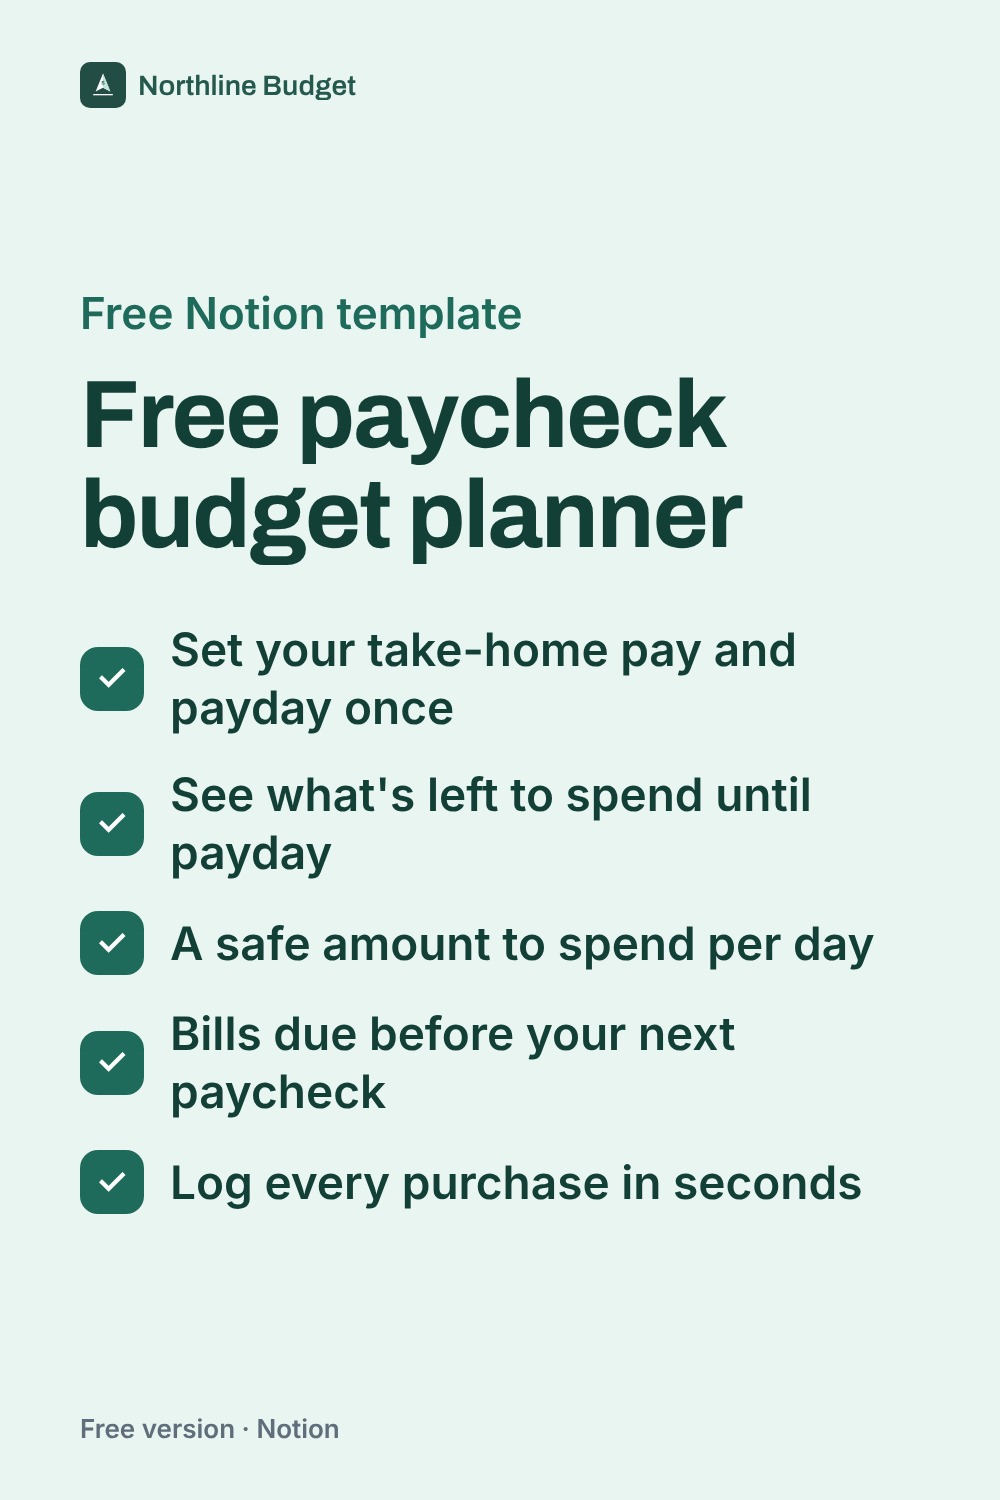 Northline Budget
Free Notion template
Free paycheck
budget planner
Set your take-home pay and
payday once
See what's left to spend until
payday
A safe amount to spend per day
Bills due before your next
paycheck
Log every purchase in seconds
Free version · Notion